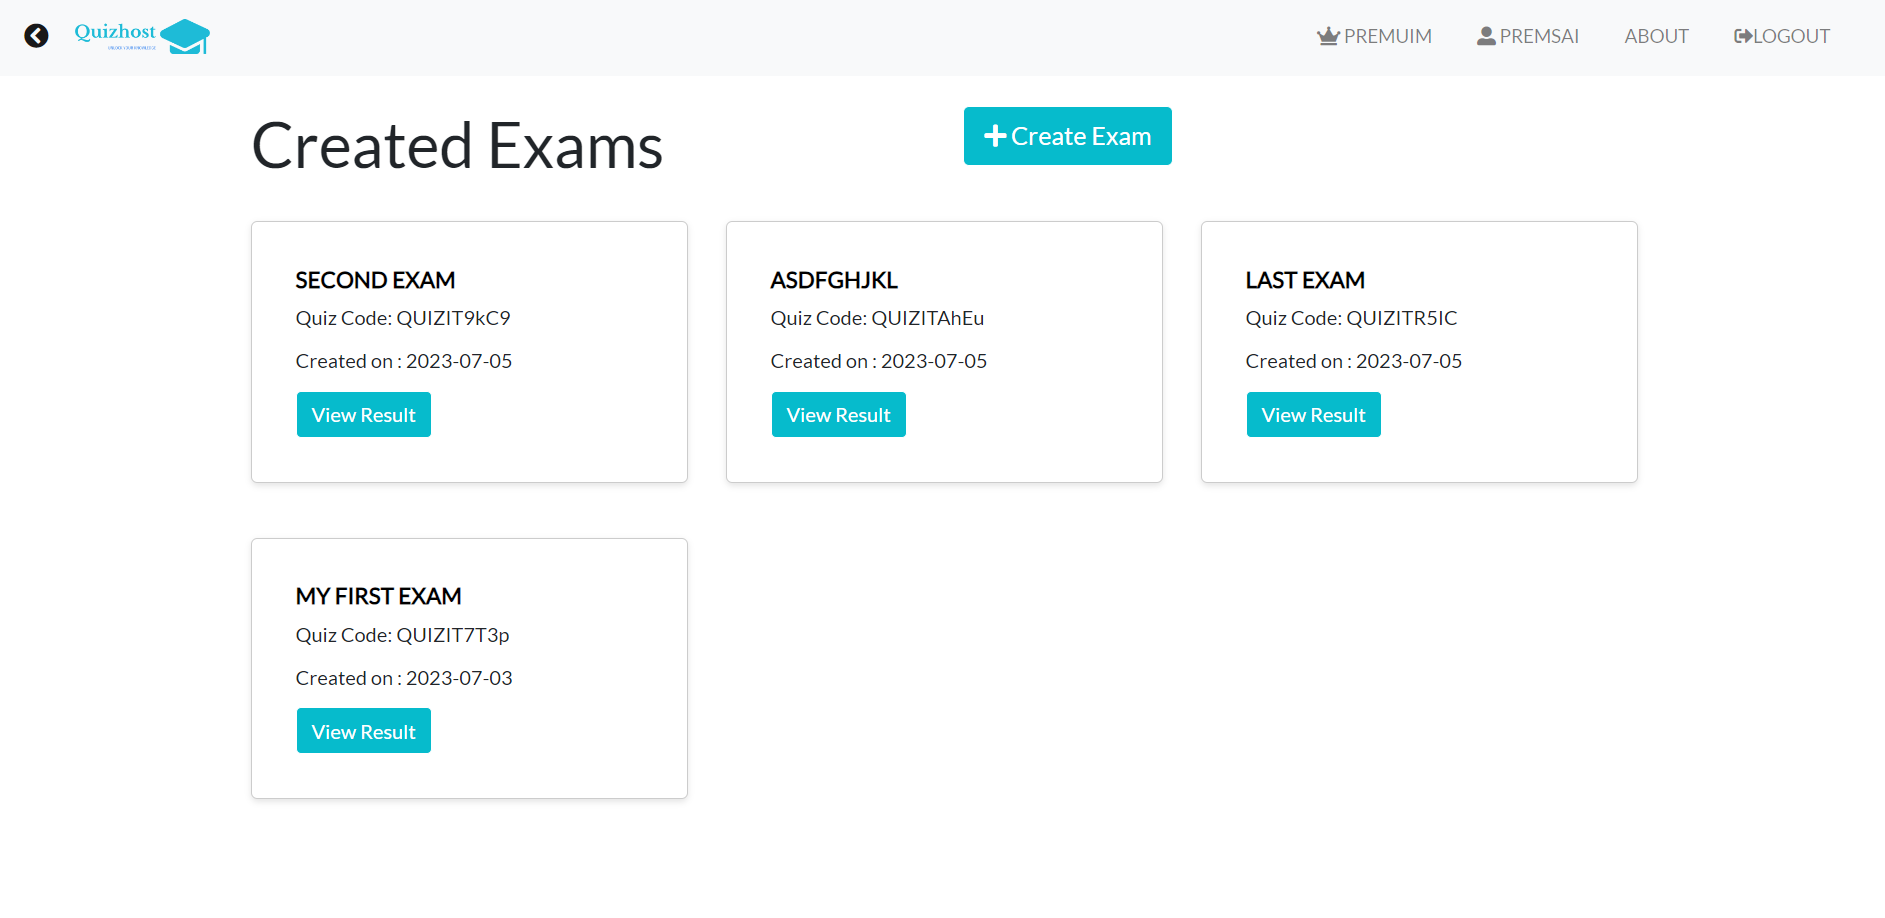 Quizhost
UNLOCK YOUR KNOWLEDGE
PREMUIM
PREMSAI
ABOUT
LOGOUT
Created Exams
Create Exam
SECOND EXAM
Quiz Code: QUIZIT9kC9
Created on : 2023-07-05
View Result
ASDFGHJKL
Quiz Code: QUIZITAhEu
Created on : 2023-07-05
View Result
LAST EXAM
Quiz Code: QUIZITR5IC
Created on : 2023-07-05
View Result
MY FIRST EXAM
Quiz Code: QUIZIT7T3p
Created on : 2023-07-03
View Result